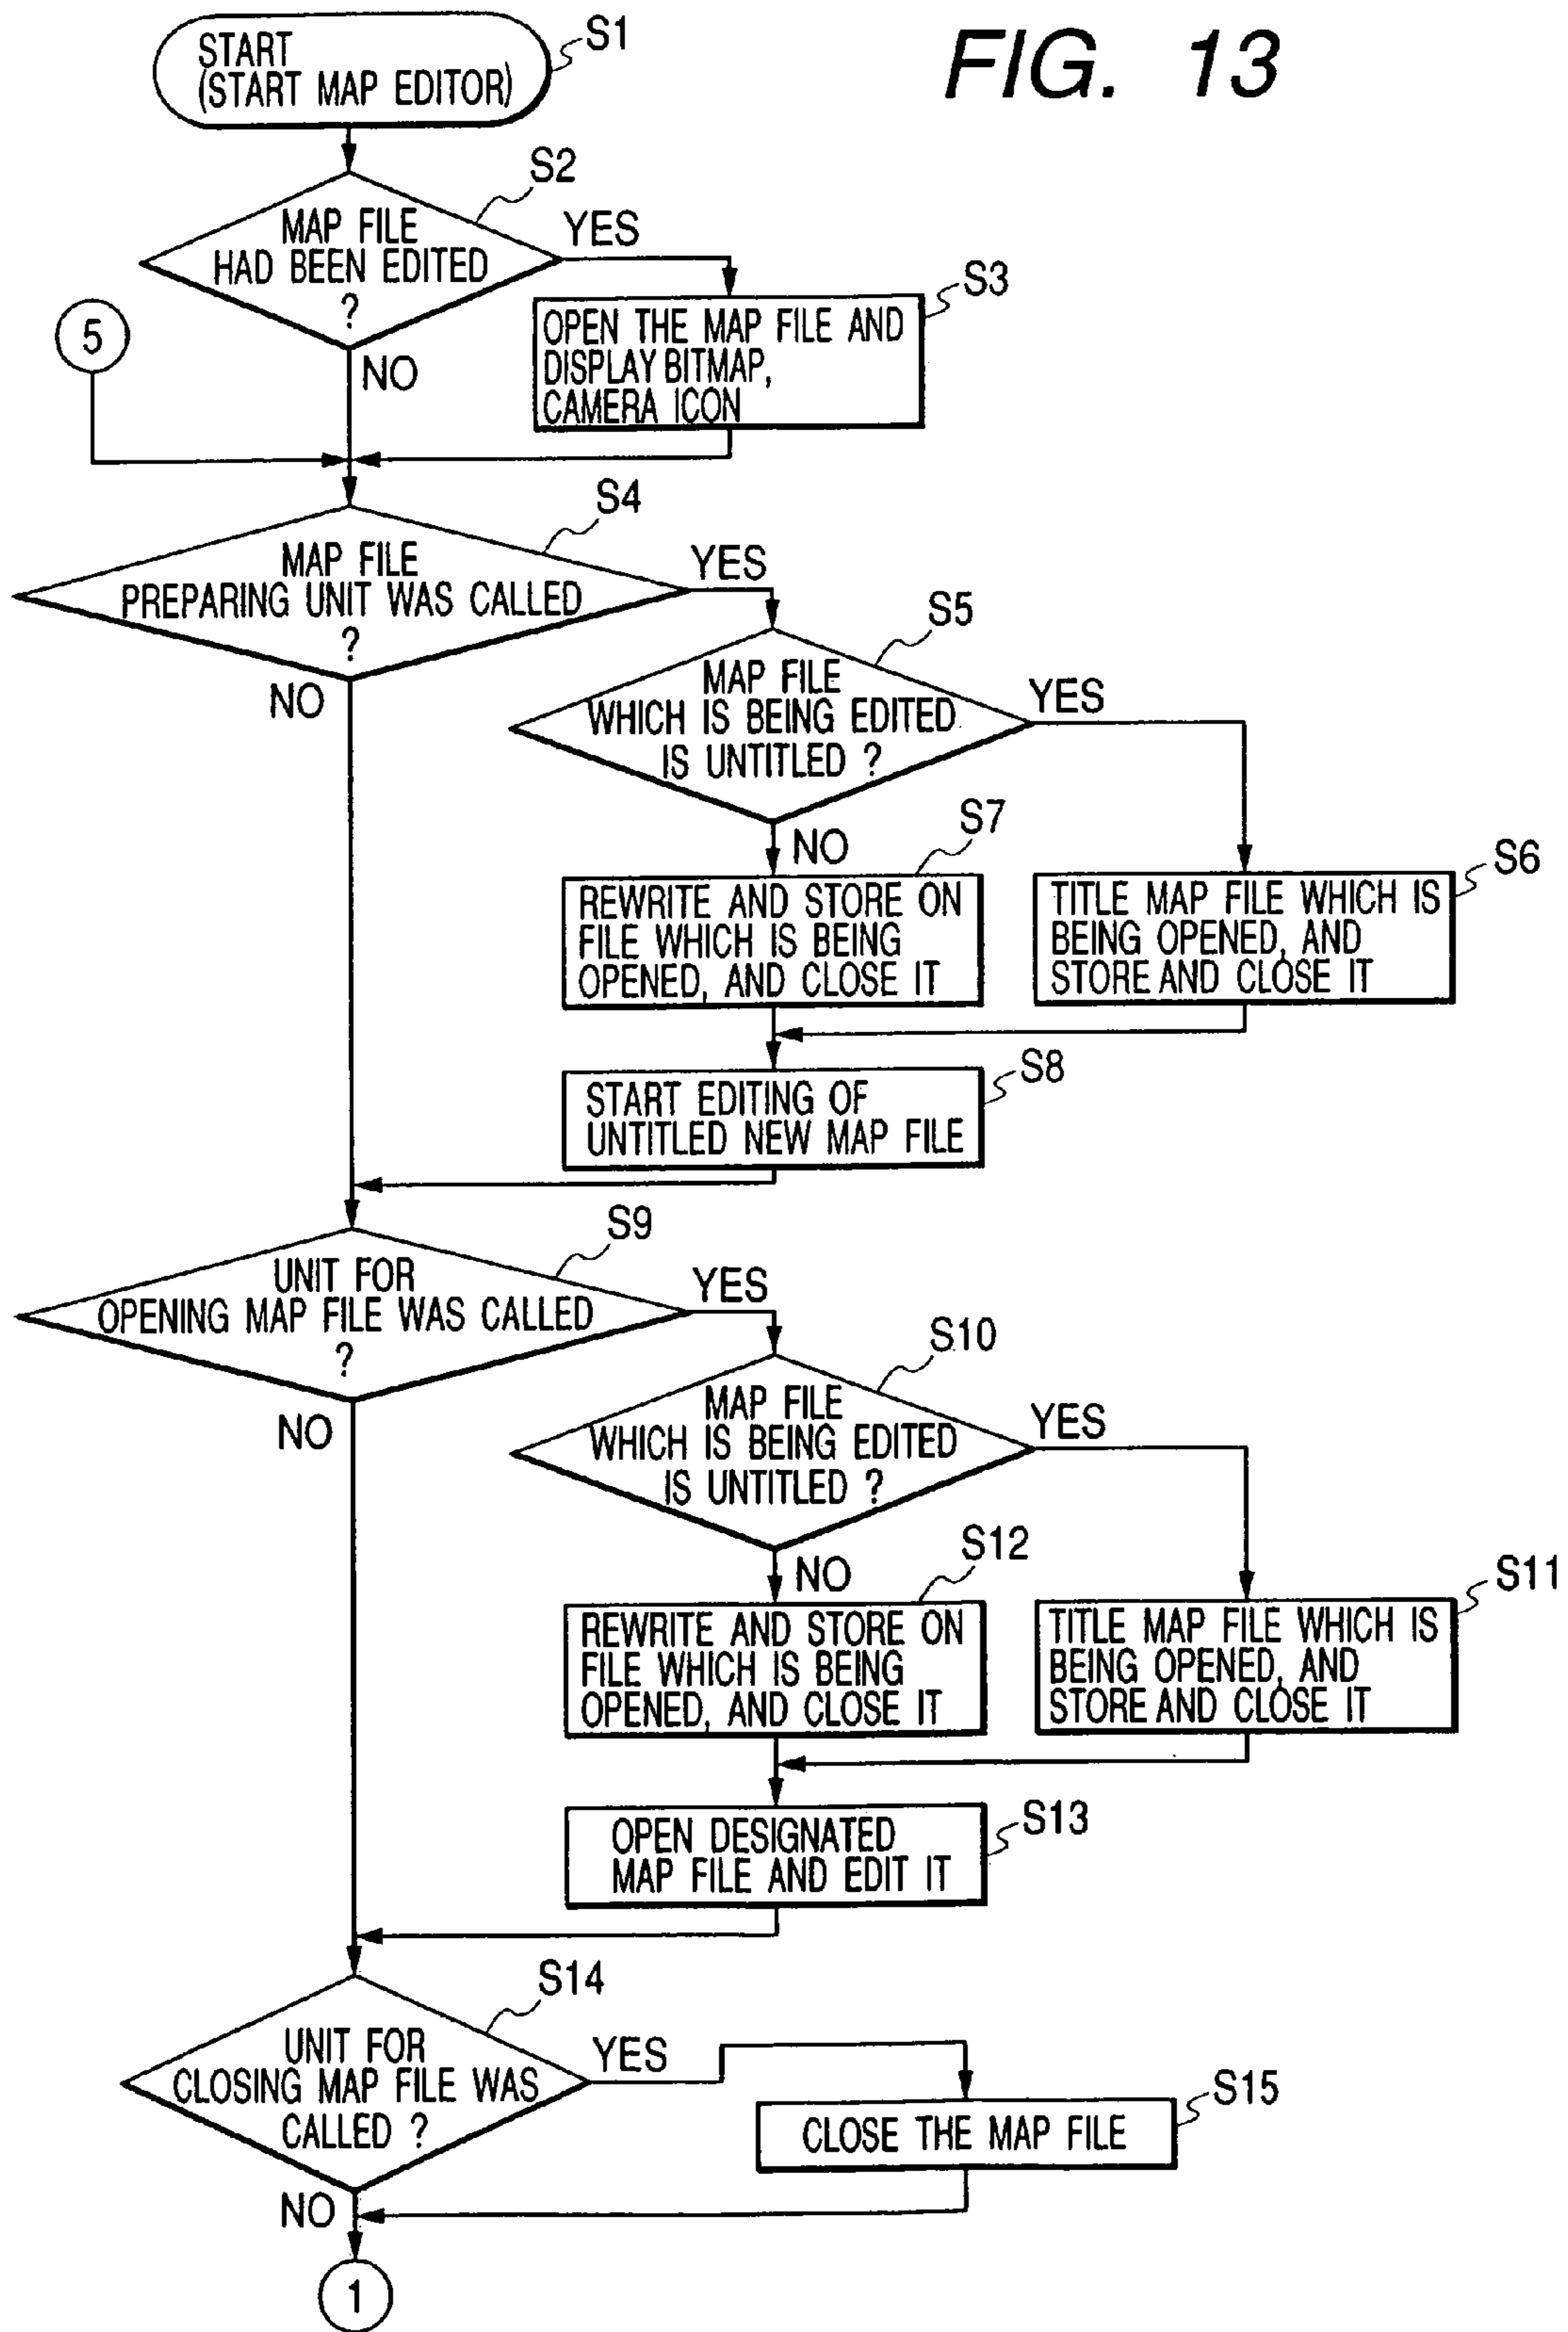 FIG. 13
START
(START MAP EDITOR)
S1
S2
MAP FILE
HAD BEEN EDITED
?
YES
NO
S3
OPEN THE MAP FILE AND
DISPLAY BITMAP,
CAMERA ICON
5
S4
MAP FILE
PREPARING UNIT WAS CALLED
?
YES
NO
S5
MAP FILE
WHICH IS BEING EDITED
IS UNTITLED ?
YES
NO
S7
REWRITE AND STORE ON
FILE WHICH IS BEING
OPENED, AND CLOSE IT
S6
TITLE MAP FILE WHICH IS
BEING OPENED, AND
STORE AND CLOSE IT
S8
START EDITING OF
UNTITLED NEW MAP FILE
S9
UNIT FOR
OPENING MAP FILE WAS CALLED
?
YES
NO
S10
MAP FILE
WHICH IS BEING EDITED
IS UNTITLED ?
YES
NO
S12
REWRITE AND STORE ON
FILE WHICH IS BEING
OPENED, AND CLOSE IT
S11
TITLE MAP FILE WHICH IS
BEING OPENED, AND
STORE AND CLOSE IT
S13
OPEN DESIGNATED
MAP FILE AND EDIT IT
S14
UNIT FOR
CLOSING MAP FILE WAS
CALLED ?
YES
NO
S15
CLOSE THE MAP FILE
1